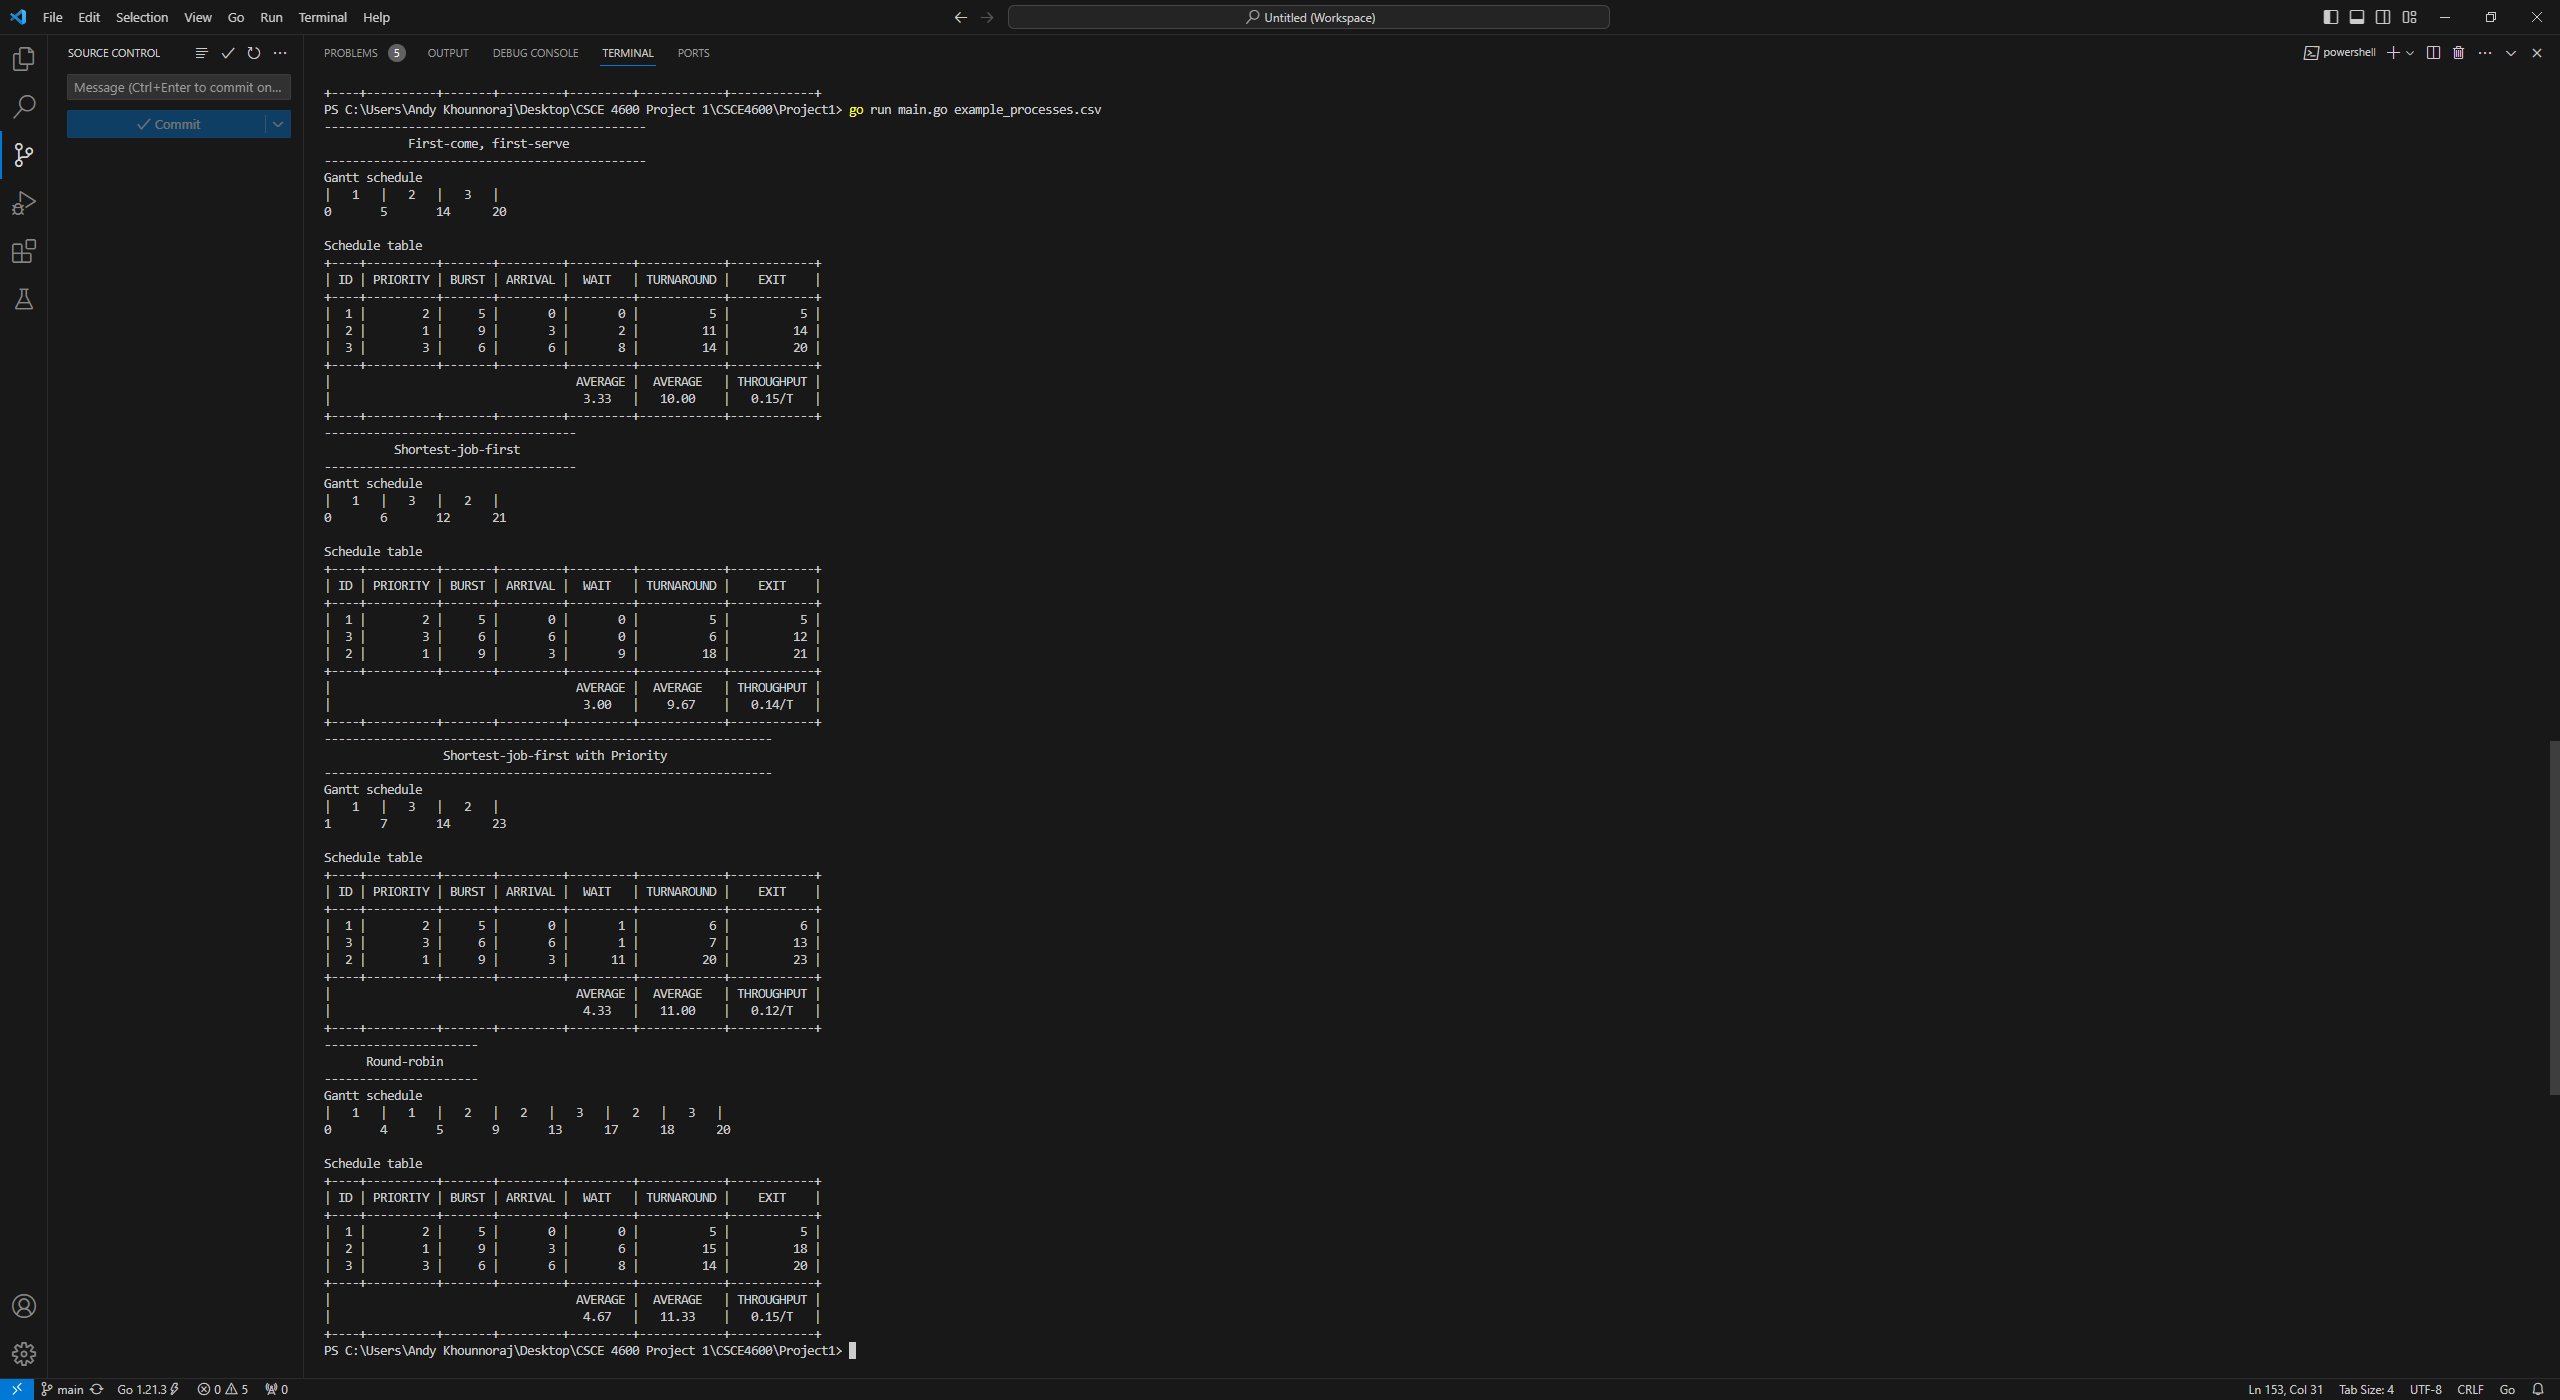 File Edit Selection View Go Run Terminal Help
Untitled (Workspace)
SOURCE CONTROL
Message (Ctrl+Enter to commit on...
Commit
PROBLEMS 5 OUTPUT DEBUG CONSOLE TERMINAL PORTS
powershell
+----+----------+-------+---------+---------+------------+------------+
PS C:\Users\Andy Khounnoraj\Desktop\CSCE 4600 Project 1\CSCE4600\Project1> go run main.go example_processes.csv
----------------------------------------------
First-come, first-serve
----------------------------------------------
Gantt schedule
|   1   |   2   |   3   |
0       5       14      20
Schedule table
+----+----------+-------+---------+---------+------------+------------+
| ID | PRIORITY | BURST | ARRIVAL |  WAIT   | TURNAROUND |    EXIT    |
+----+----------+-------+---------+---------+------------+------------+
|  1 |        2 |     5 |       0 |       0 |          5 |          5 |
|  2 |        1 |     9 |       3 |       2 |         11 |         14 |
|  3 |        3 |     6 |       6 |       8 |         14 |         20 |
+----+----------+-------+---------+---------+------------+------------+
|                                   AVERAGE |  AVERAGE   | THROUGHPUT |
|                                    3.33   |   10.00    |   0.15/T   |
+----+----------+-------+---------+---------+------------+------------+
------------------------------------
Shortest-job-first
------------------------------------
Gantt schedule
|   1   |   3   |   2   |
0       6       12      21
Schedule table
+----+----------+-------+---------+---------+------------+------------+
| ID | PRIORITY | BURST | ARRIVAL |  WAIT   | TURNAROUND |    EXIT    |
+----+----------+-------+---------+---------+------------+------------+
|  1 |        2 |     5 |       0 |       0 |          5 |          5 |
|  3 |        3 |     6 |       6 |       0 |          6 |         12 |
|  2 |        1 |     9 |       3 |       9 |         18 |         21 |
+----+----------+-------+---------+---------+------------+------------+
|                                   AVERAGE |  AVERAGE   | THROUGHPUT |
|                                    3.00   |    9.67    |   0.14/T   |
+----+----------+-------+---------+---------+------------+------------+
----------------------------------------------------------------
Shortest-job-first with Priority
----------------------------------------------------------------
Gantt schedule
|   1   |   3   |   2   |
1       7       14      23
Schedule table
+----+----------+-------+---------+---------+------------+------------+
| ID | PRIORITY | BURST | ARRIVAL |  WAIT   | TURNAROUND |    EXIT    |
+----+----------+-------+---------+---------+------------+------------+
|  1 |        2 |     5 |       0 |       1 |          6 |          6 |
|  3 |        3 |     6 |       6 |       1 |          7 |         13 |
|  2 |        1 |     9 |       3 |      11 |         20 |         23 |
+----+----------+-------+---------+---------+------------+------------+
|                                   AVERAGE |  AVERAGE   | THROUGHPUT |
|                                    4.33   |   11.00    |   0.12/T   |
+----+----------+-------+---------+---------+------------+------------+
----------------------
Round-robin
----------------------
Gantt schedule
|   1   |   1   |   2   |   2   |   3   |   2   |   3   |
0       4       5       9       13      17      18      20
Schedule table
+----+----------+-------+---------+---------+------------+------------+
| ID | PRIORITY | BURST | ARRIVAL |  WAIT   | TURNAROUND |    EXIT    |
+----+----------+-------+---------+---------+------------+------------+
|  1 |        2 |     5 |       0 |       0 |          5 |          5 |
|  2 |        1 |     9 |       3 |       6 |         15 |         18 |
|  3 |        3 |     6 |       6 |       8 |         14 |         20 |
+----+----------+-------+---------+---------+------------+------------+
|                                   AVERAGE |  AVERAGE   | THROUGHPUT |
|                                    4.67   |   11.33    |   0.15/T   |
+----+----------+-------+---------+---------+------------+------------+
PS C:\Users\Andy Khounnoraj\Desktop\CSCE 4600 Project 1\CSCE4600\Project1>
main Go 1.21.3 0 5 0 Ln 153, Col 31 Tab Size: 4 UTF-8 CRLF Go